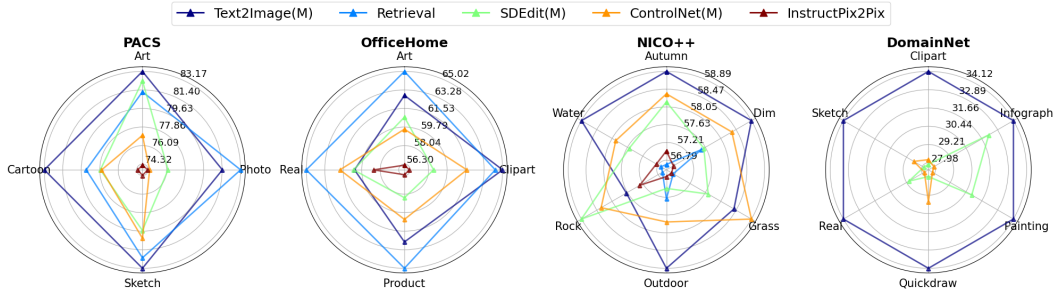 Text2Image(M) Retrieval SDEdit(M) ControlNet(M) InstructPix2Pix
PACS
Art
83.17
81.40
79.63
77.86
76.09
74.32
Cartoon
Photo
Sketch
OfficeHome
Art
65.02
63.28
61.53
59.79
58.04
56.30
Real
Clipart
Product
NICO++
Autumn
58.89
58.47
58.05
57.63
57.21
56.79
Water
Dim
Rock
Grass
Outdoor
DomainNet
Clipart
34.12
32.89
31.66
30.44
29.21
27.98
Sketch
Infograph
Real
Painting
Quickdraw